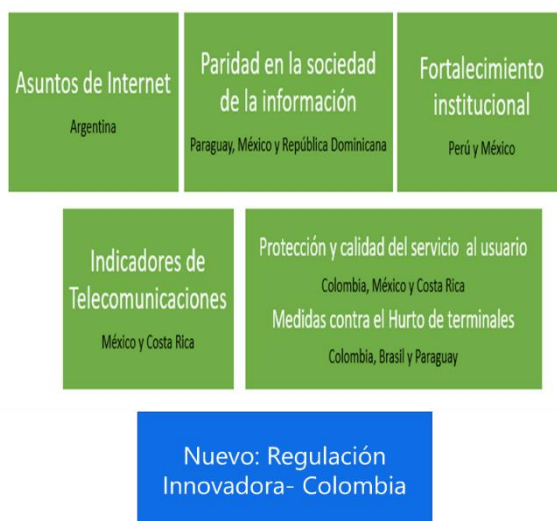 Asuntos de Internet
Argentina
Paridad en la sociedad
de la información
Paraguay, México y República Dominicana
Fortalecimiento
institucional
Perú y México
Indicadores de
Telecomunicaciones
México y Costa Rica
Protección y calidad del servicio al usuario
Colombia, México y Costa Rica
Medidas contra el Hurto de terminales
Colombia, Brasil y Paraguay
Nuevo: Regulación
Innovadora- Colombia